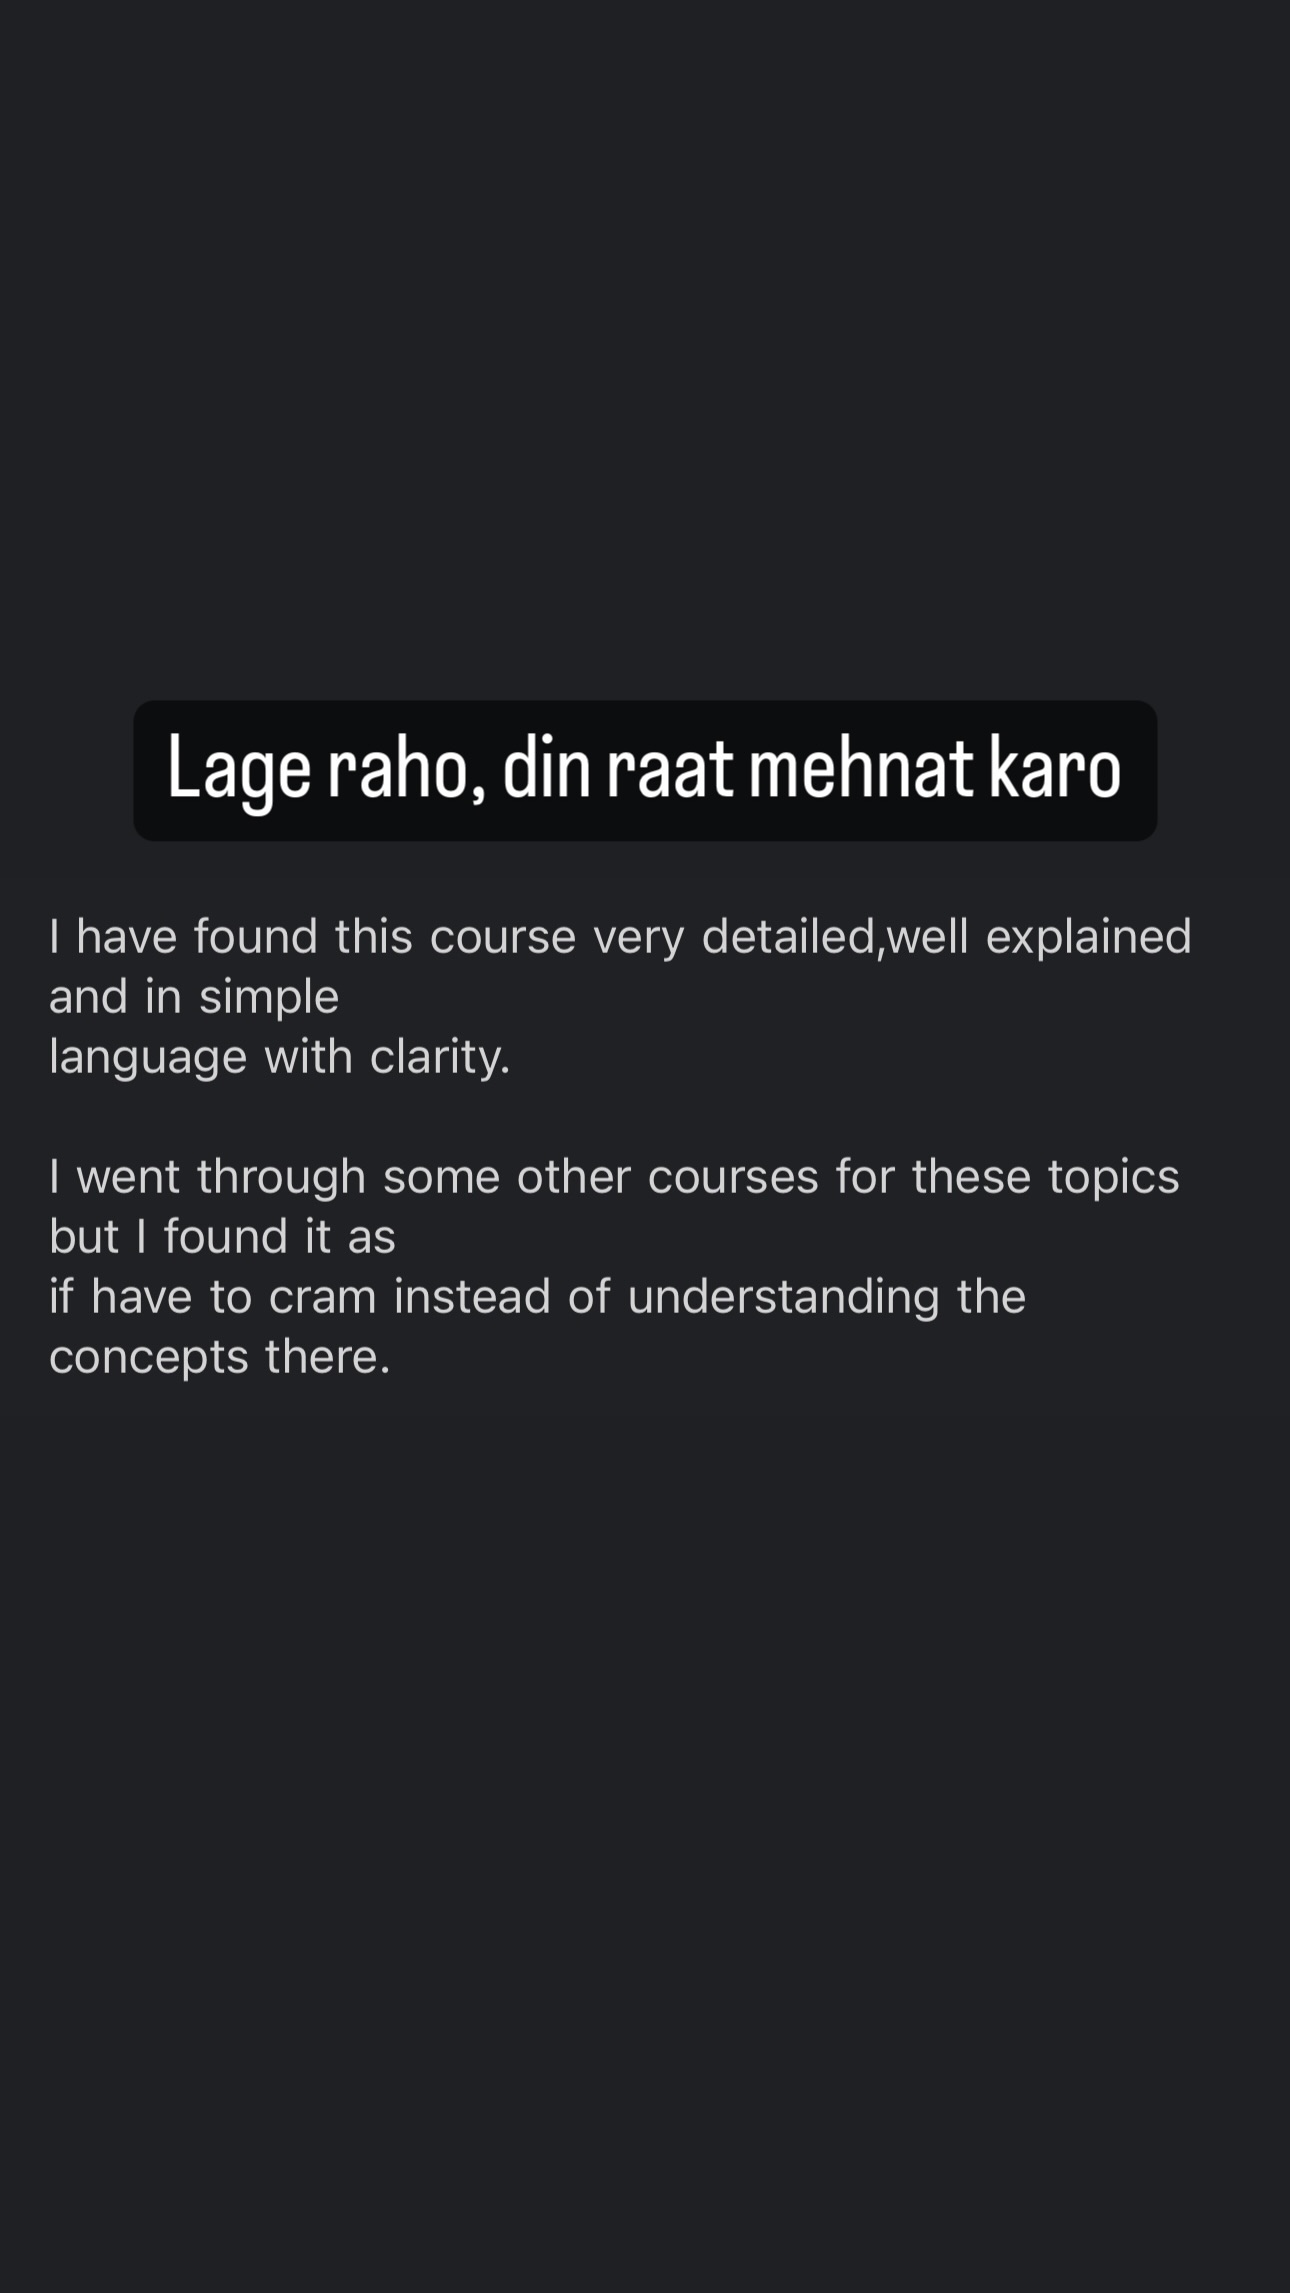 Lage raho, din raat mehnat karo
I have found this course very detailed,well explained
and in simple
language with clarity.
I went through some other courses for these topics
but I found it as
if have to cram instead of understanding the
concepts there.